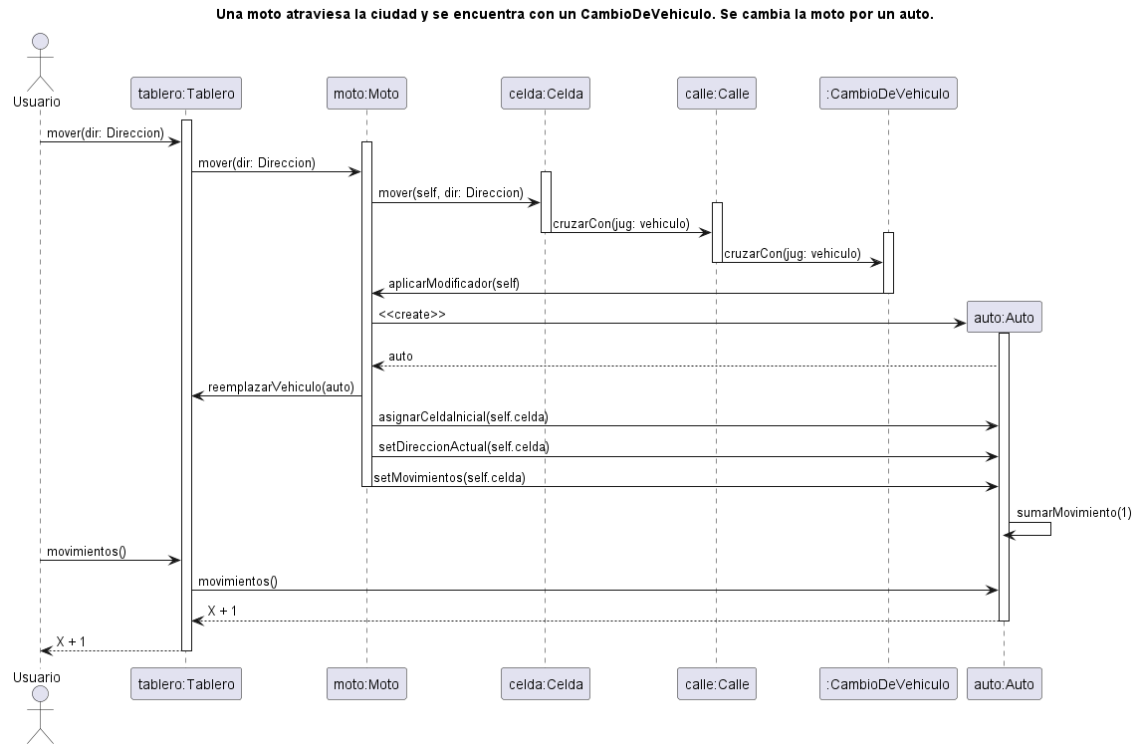 Una moto atraviesa la ciudad y se encuentra con un CambioDeVehiculo. Se cambia la moto por un auto.
Usuario
tablero:Tablero
moto:Moto
celda:Celda
calle:Calle
:CambioDeVehiculo
mover(dir: Direccion)
mover(dir: Direccion)
mover(self, dir: Direccion)
cruzarCon(jug: vehiculo)
cruzarCon(jug: vehiculo)
aplicarModificador(self)
<<create>>
auto:Auto
auto
reemplazarVehiculo(auto)
asignarCeldaInicial(self.celda)
setDireccionActual(self.celda)
setMovimientos(self.celda)
sumarMovimiento(1)
movimientos()
movimientos()
X + 1
X + 1
Usuario
tablero:Tablero
moto:Moto
celda:Celda
calle:Calle
:CambioDeVehiculo
auto:Auto